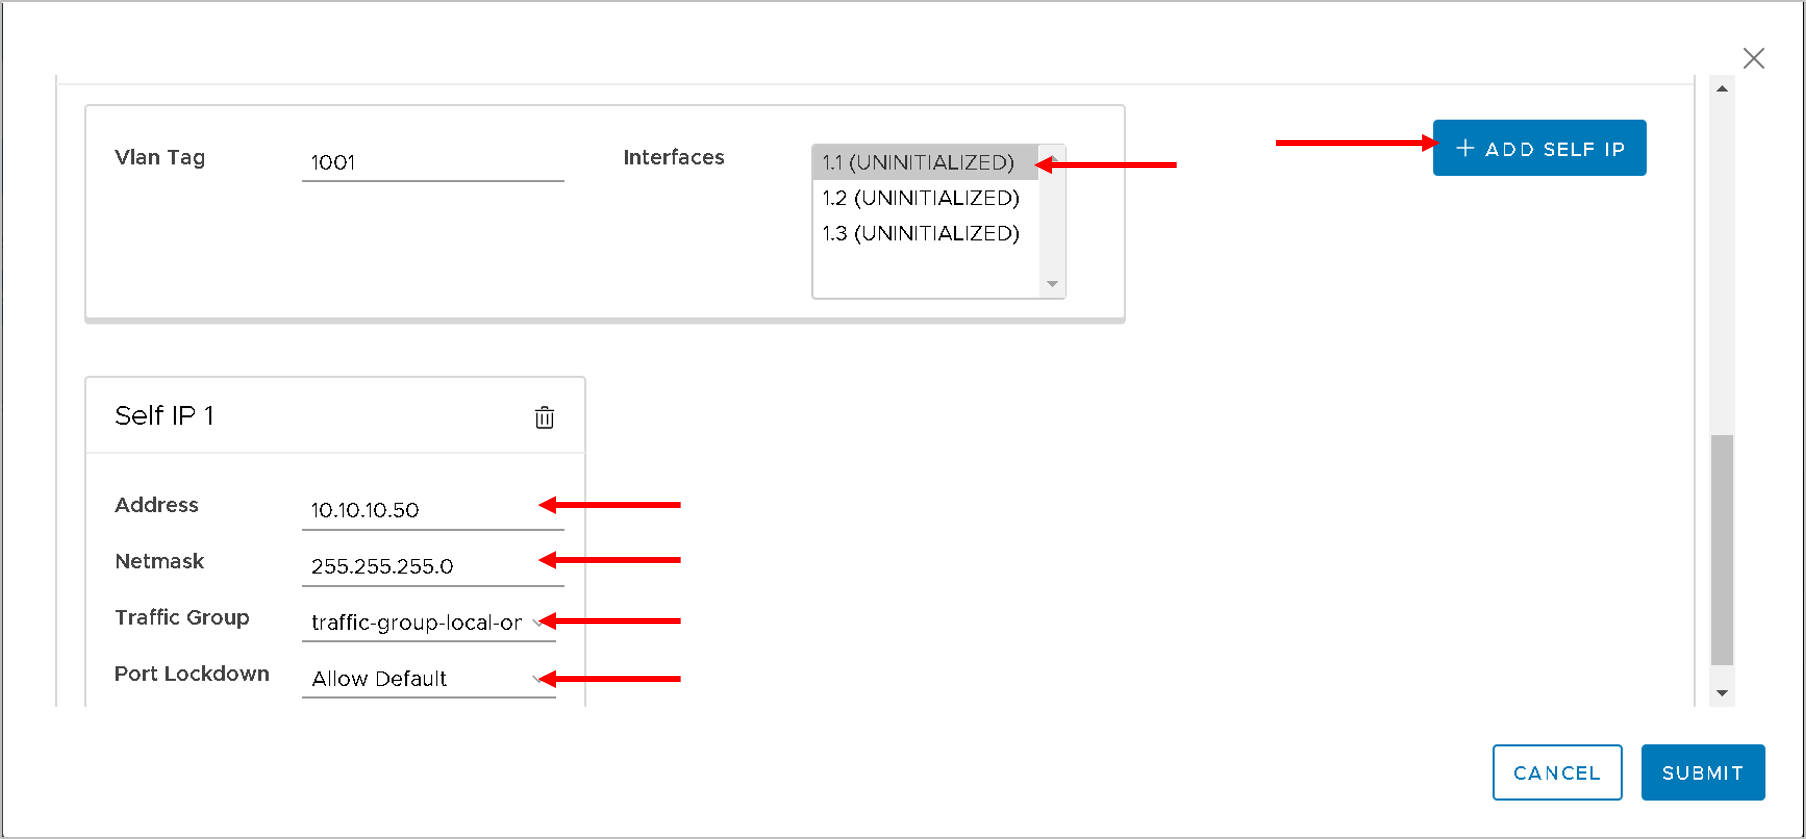 Vlan Tag
1001
Interfaces
1.1 (UNINITIALIZED)
1.2 (UNINITIALIZED)
1.3 (UNINITIALIZED)
+ ADD SELF IP
Self IP 1
Address
10.10.10.50
Netmask
255.255.255.0
Traffic Group
traffic-group-local-or
Port Lockdown
Allow Default
CANCEL
SUBMIT